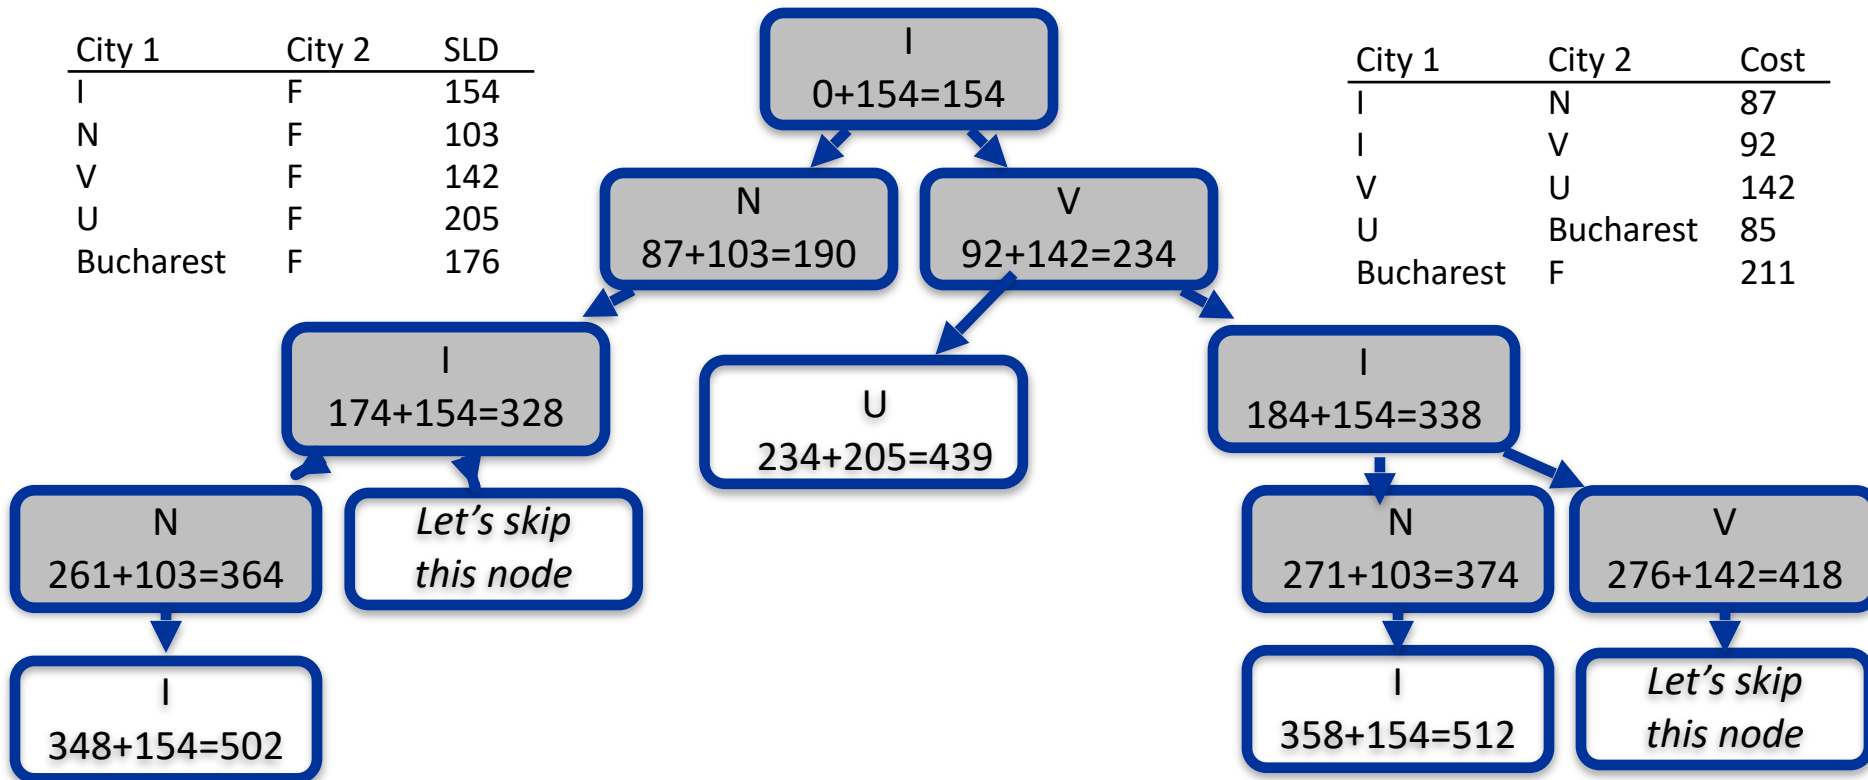 City 1 City 2 SLD
I F 154
N F 103
V F 142
U F 205
Bucharest F 176
I
0+154=154
City 1 City 2 Cost
I N 87
I V 92
V U 142
U Bucharest 85
Bucharest F 211
N
87+103=190
V
92+142=234
I
174+154=328
U
234+205=439
I
184+154=338
N
261+103=364
Let's skip
this node
N
271+103=374
V
276+142=418
I
348+154=502
I
358+154=512
Let's skip
this node